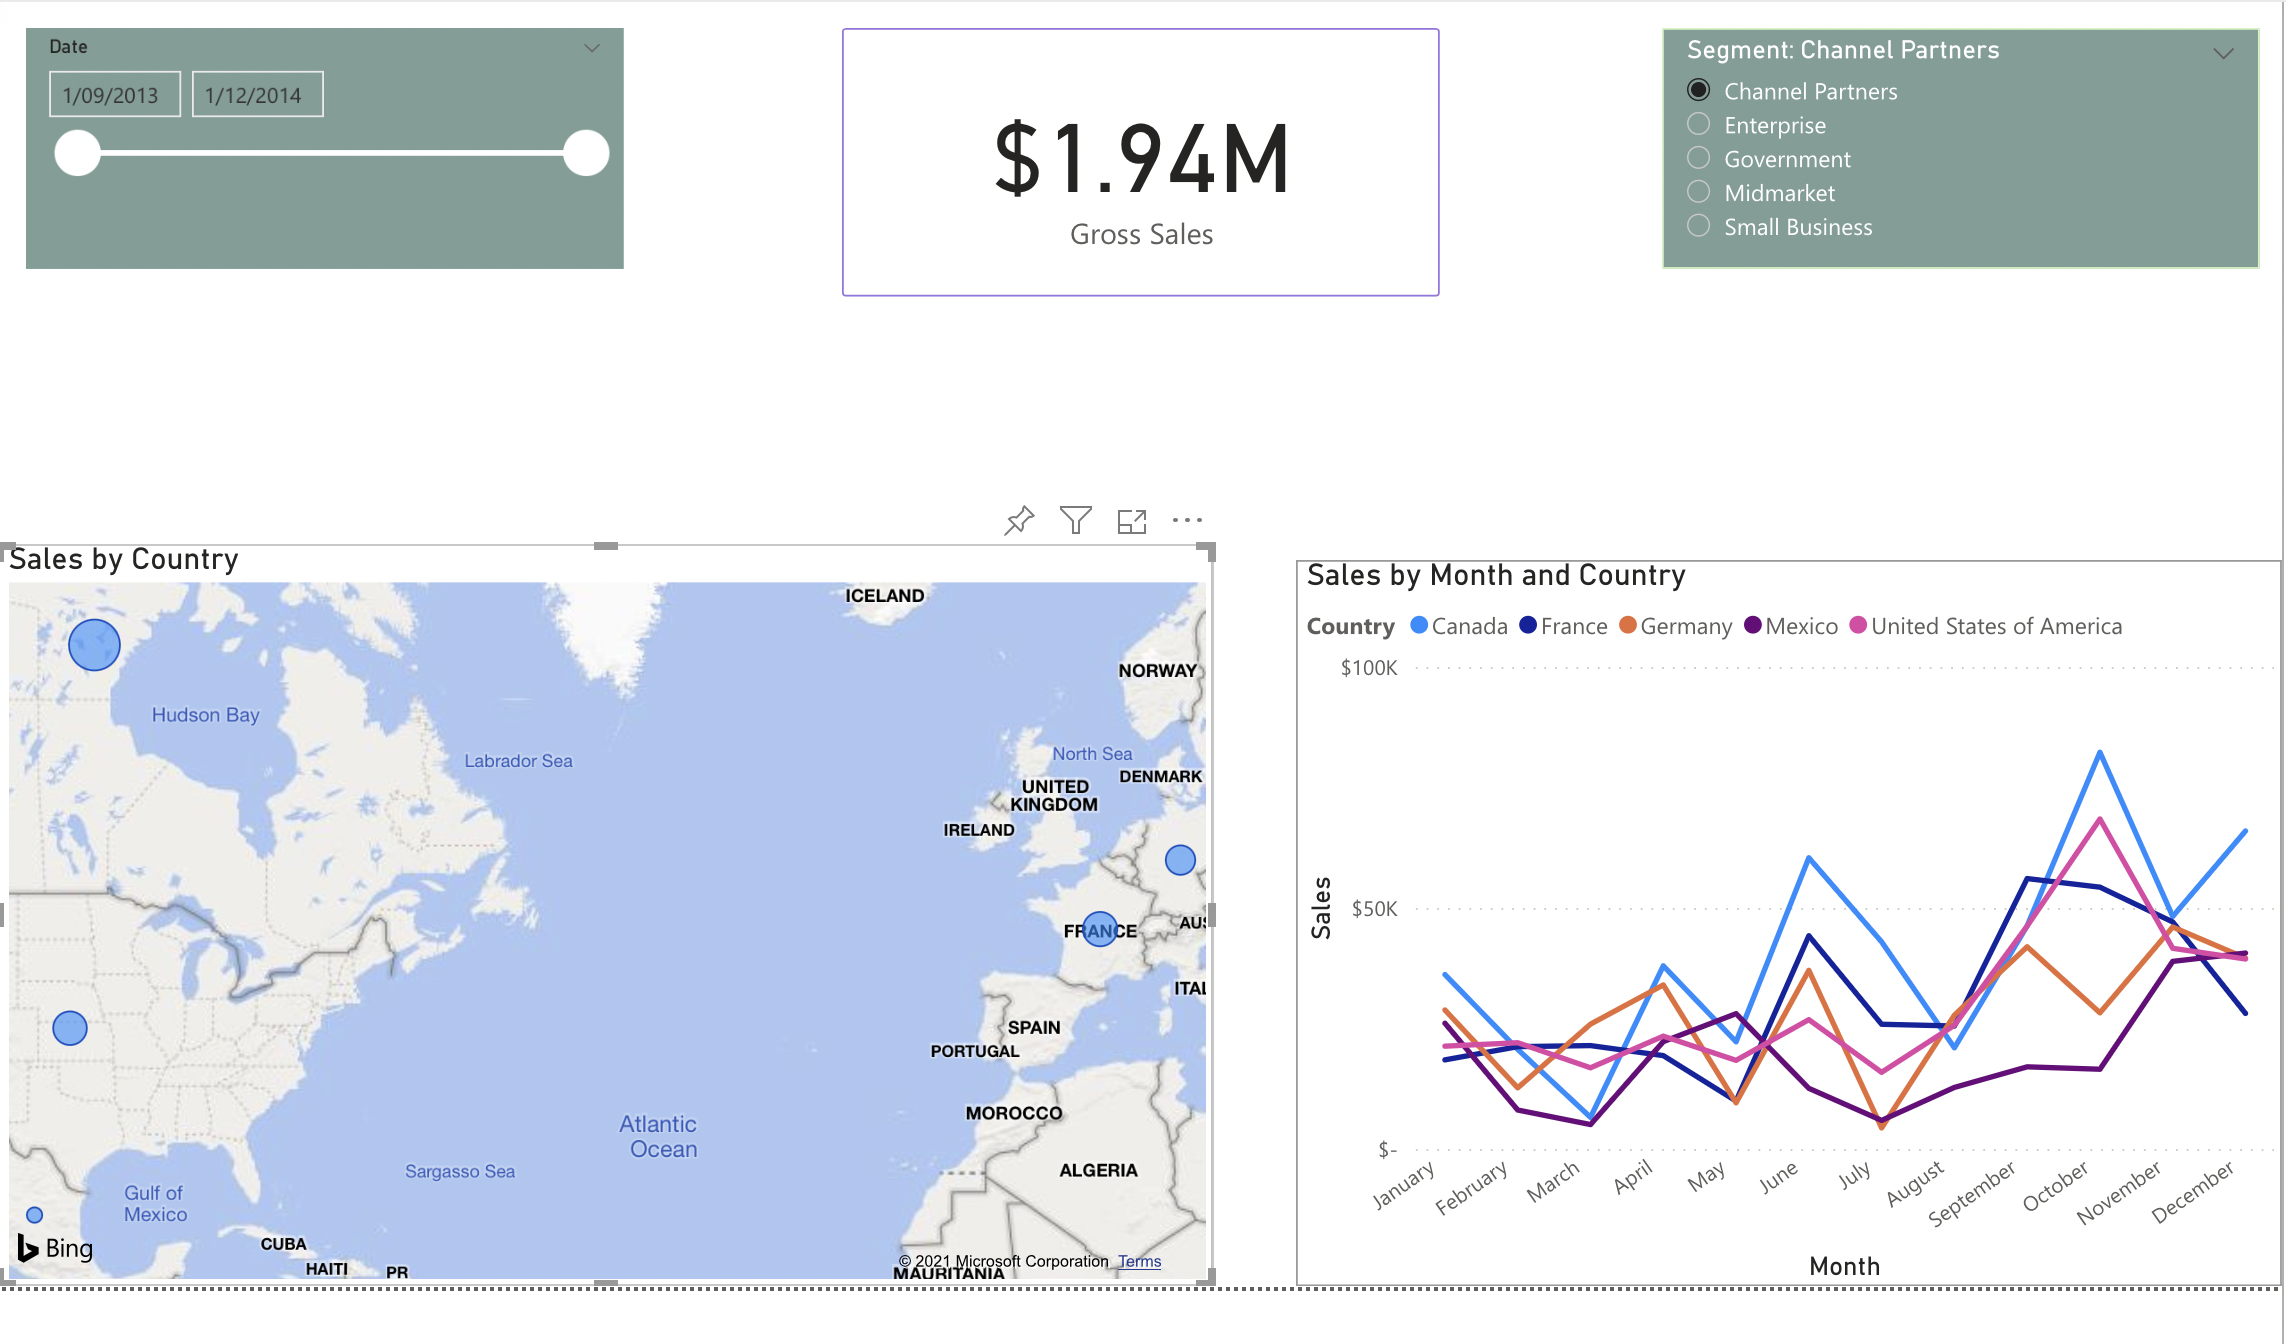 Date
1/09/2013 1/12/2014
$1.94M
Gross Sales
Segment: Channel Partners
Channel Partners
Enterprise
Government
Midmarket
Small Business
Sales by Country
ICELAND
NORWAY
Hudson Bay
Labrador Sea
North Sea
DENMARK
UNITED
KINGDOM
IRELAND
FRANCE
AUS
ITAL
SPAIN
PORTUGAL
MOROCCO
Atlantic
Ocean
ALGERIA
Sargasso Sea
Gulf of
Mexico
CUBA
HAITI
PR
MAURITANIA
Bing
© 2021 Microsoft Corporation Terms
Sales by Month and Country
Country Canada France Germany Mexico United States of America
$100K
$50K
$-
Sales
January February March April May June July August September October November December
Month